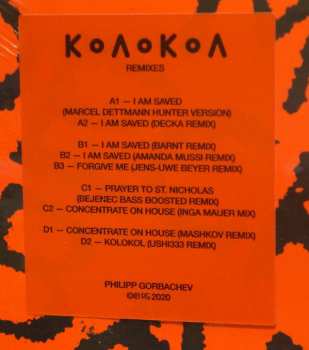 КОЛОКОЛ
REMIXES
A1 — I AM SAVED
(MARCEL DETTMANN HUNTER VERSION)
A2 — I AM SAVED (DECKA REMIX)
B1 — I AM SAVED (BARNT REMIX)
B2 — I AM SAVED (AMANDA MUSSI REMIX)
B3 — FORGIVE ME (JENS-UWE BEYER REMIX)
C1 — PRAYER TO ST. NICHOLAS
(BEJENEC BASS BOOSTED REMIX)
C2 — CONCENTRATE ON HOUSE (INGA MAUER MIX)
D1 — CONCENTRATE ON HOUSE (MASHKOV REMIX)
D2 — KOLOKOL (USHI333 REMIX)
PHILIPP GORBACHEV
2020